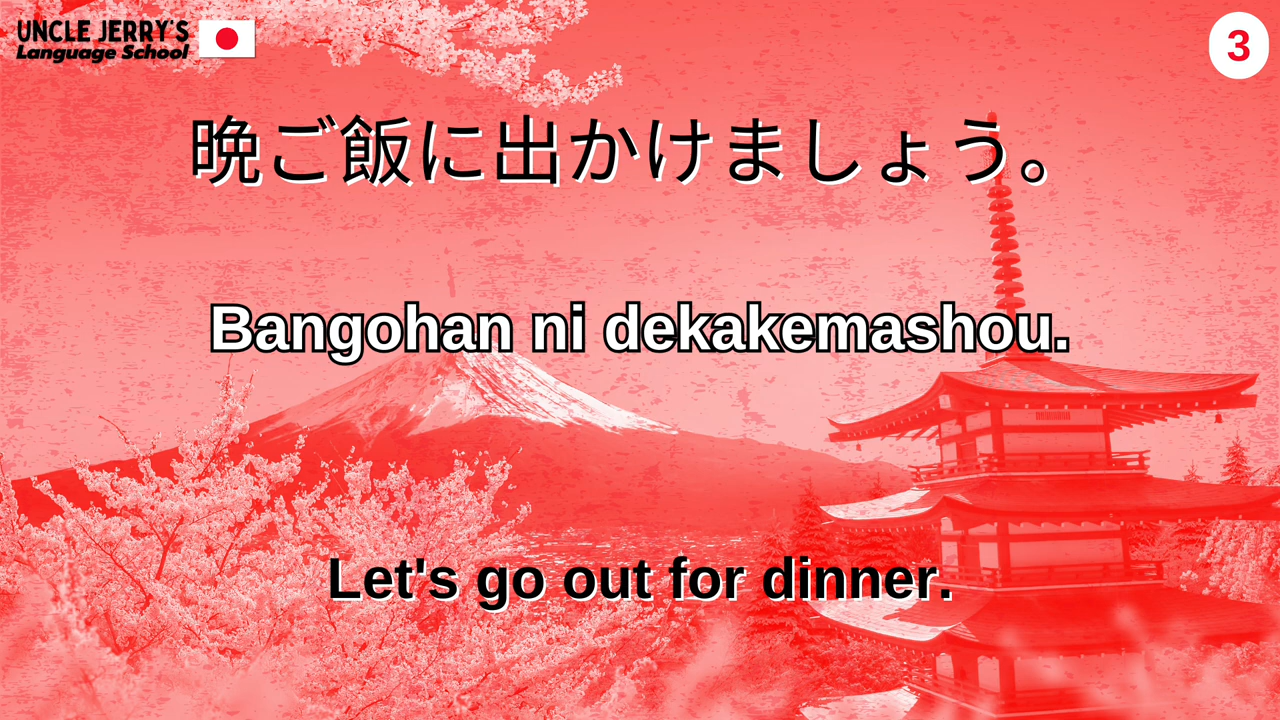 UNCLE JERRY'S
Language School
3
晩ご飯に出かけましょう。
Bangohan ni dekakemashou.
Let's go out for dinner.